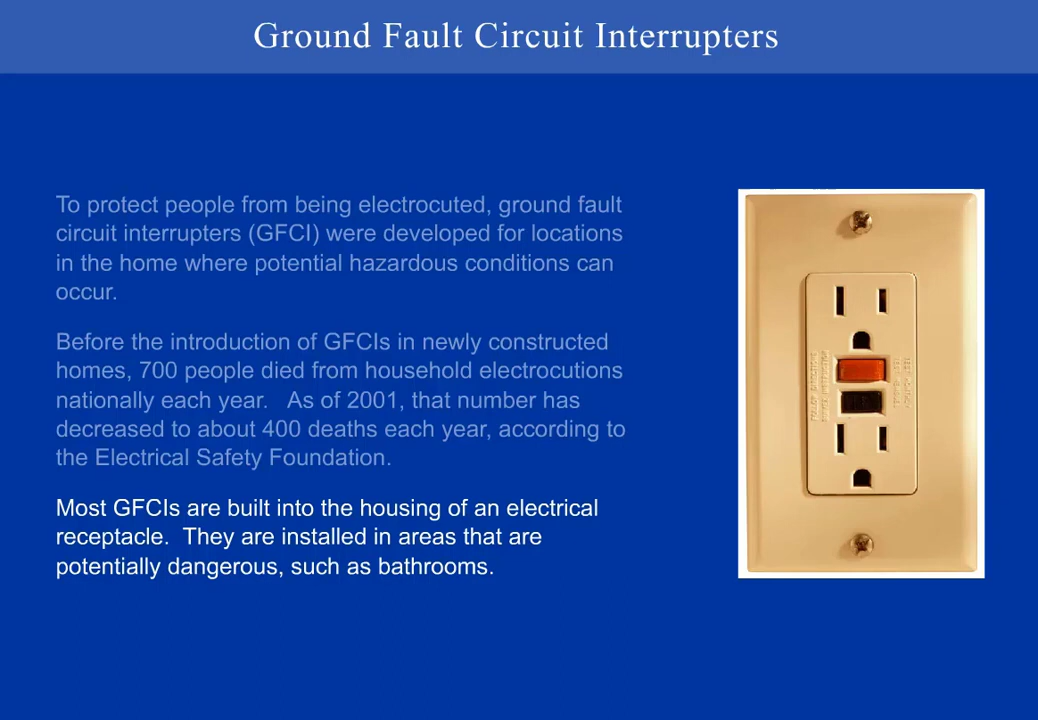 Ground Fault Circuit Interrupters
To protect people from being electrocuted, ground fault
circuit interrupters (GFCI) were developed for locations
in the home where potential hazardous conditions can
occur.
Before the introduction of GFCIs in newly constructed
homes, 700 people died from household electrocutions
nationally each year. As of 2001, that number has
decreased to about 400 deaths each year, according to
the Electrical Safety Foundation.
Most GFCIs are built into the housing of an electrical
receptacle. They are installed in areas that are
potentially dangerous, such as bathrooms.